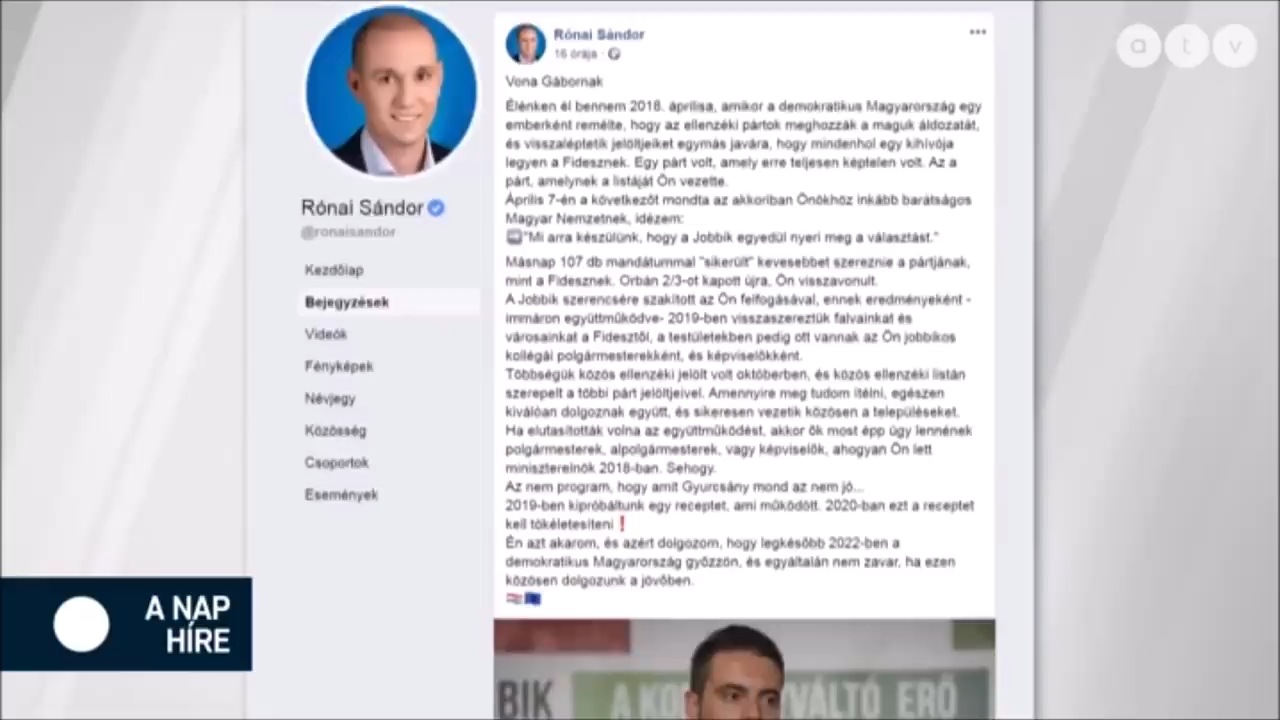 atv
Rónai Sándor
16 órája
Vona Gábornak
Élénken él bennem 2018. áprilisa, amikor a demokratikus Magyarország egy
emberként remélte, hogy az ellenzéki pártok meghozzák a maguk áldozatát,
és visszaléptetik jelöltjeiket egymás javára, hogy mindenhol egy kihívója
legyen a Fidesznek. Egy párt volt, amely erre teljesen képtelen volt. Az a
párt, amelynek a listáját Ön vezette.
Április 7-én a következőt mondta az akkoriban Önökhöz inkább barátságos
Magyar Nemzetnek, idézem:
"Mi arra készülünk, hogy a Jobbik egyedül nyeri meg a választást."
Másnap 107 db mandátummal "sikerült" kevesebbet szereznie a pártjának,
mint a Fidesznek. Orbán 2/3-ot kapott újra, Ön visszavonult.
A Jobbik szerencsére szakított az Ön felfogásával, ennek eredményeként -
immáron együttműködve- 2019-ben visszaszereztük falvainkat és
városainkat a Fidesztől, a testületekben pedig ott vannak az Ön jobbikos
kollégái polgármesterekként, és képviselőkként.
Többségük közös ellenzéki jelölt volt októberben, és közös ellenzéki listán
szerepelt a többi párt jelöltjeivel. Amennyire meg tudom ítélni, egészen
kiválóan dolgoznak együtt, és sikeresen vezetik közösen a településeket.
Ha elutasították volna az együttműködést, akkor ők most épp úgy lennének
polgármesterek, alpolgármesterek, vagy képviselők, ahogyan Ön lett
miniszterelnök 2018-ban. Sehogy.
Az nem program, hogy amit Gyurcsány mond az nem jó...
2019-ben kipróbáltunk egy receptet, ami működött. 2020-ban ezt a receptet
kell tökéletesíteni❗
Én azt akarom, és azért dolgozom, hogy legkésőbb 2022-ben a
demokratikus Magyarország győzzön, és egyáltalán nem zavar, ha ezen
közösen dolgozunk a jövőben.
Rónai Sándor
@ronaisandor
Kezdőlap
Bejegyzések
Videók
Fényképek
Névjegy
Közösség
Csoportok
Események
A NAP
HÍRE
BIK
A KO VÁLTÓ ERŐ